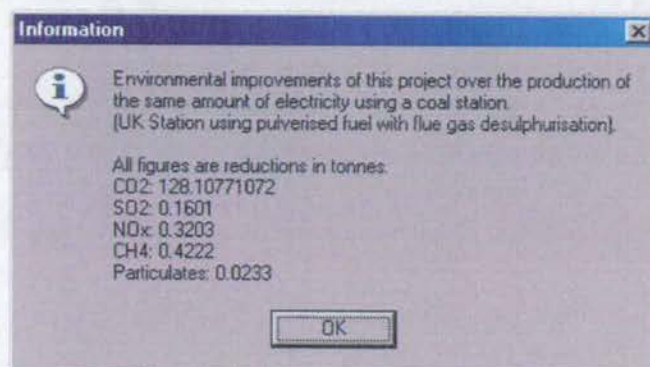 Information
Environmental improvements of this project over the production of
the same amount of electricity using a coal station.
(UK Station using pulverised fuel with flue gas desulphurisation).
All figures are reductions in tonnes.
CO2: 128.10771072
SO2: 0.1601
NOx: 0.3203
CH4: 0.4222
Particulates: 0.0233
OK